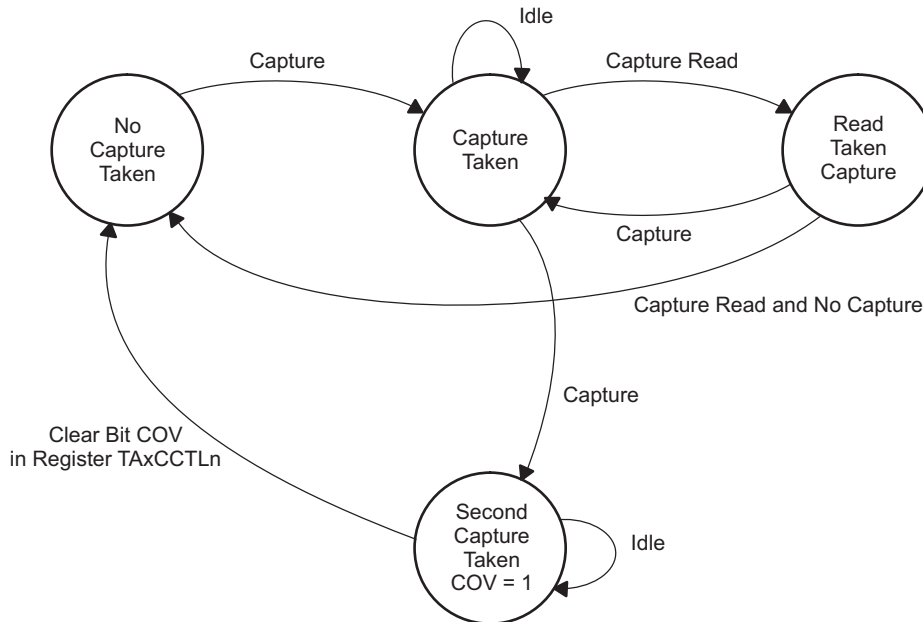 Idle
Capture
Capture Read
No
Capture
Taken
Capture
Taken
Read
Taken
Capture
Capture
Capture Read and No Capture
Capture
Clear Bit COV
in Register TAxCCTLn
Second
Capture
Taken
COV = 1
Idle